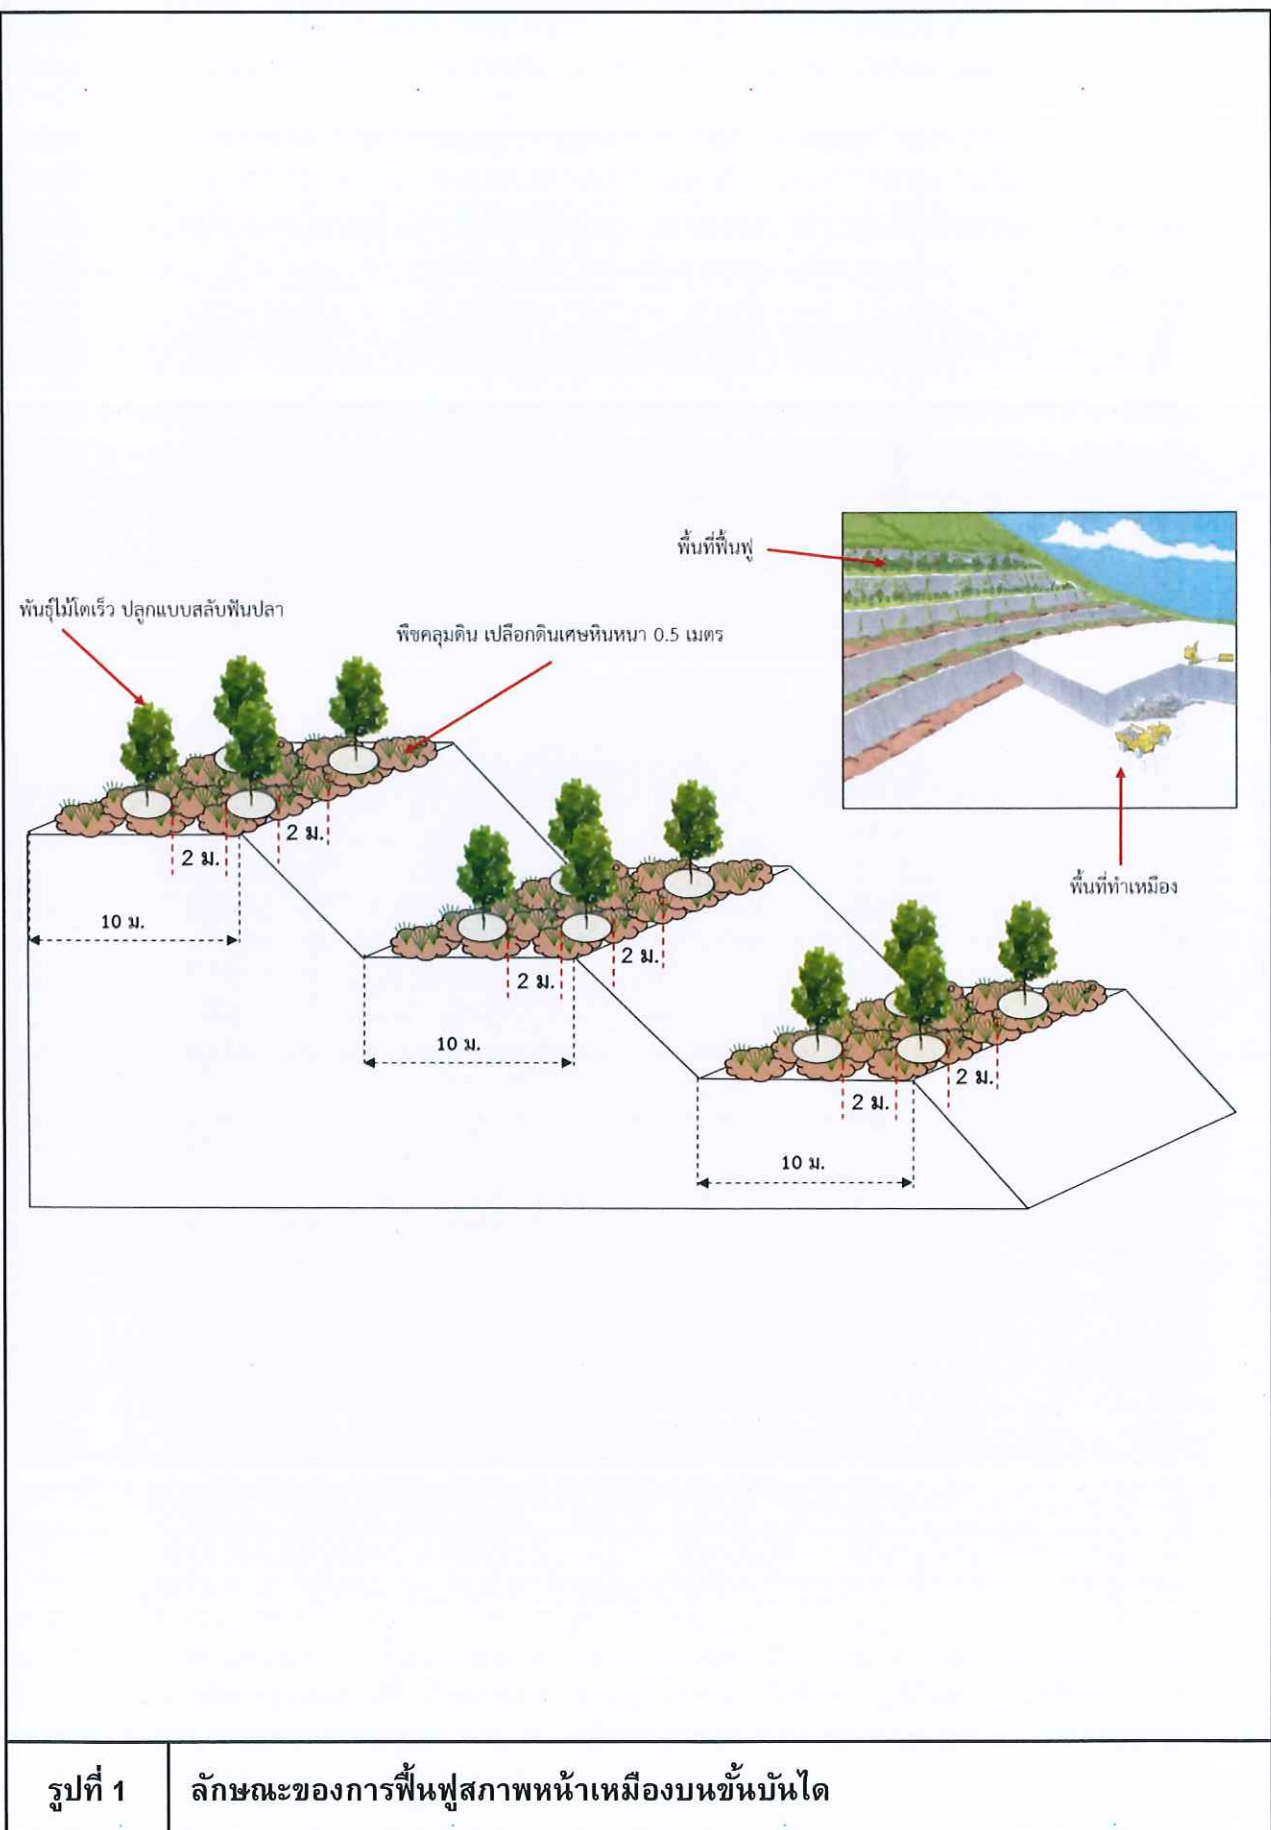 พื้นที่ฟื้นฟู
พันธุ์ไม้โตเร็ว ปลูกแบบสลับฟันปลา
พืชคลุมดิน เปลือกดินเศษหินหนา 0.5 เมตร
2 ม.
2 ม.
10 ม.
พื้นที่ทำเหมือง
2 ม.
2 ม.
10 ม.
2 ม.
2 ม.
10 ม.
รูปที่ 1
ลักษณะของการฟื้นฟูสภาพหน้าเหมืองบนขั้นบันได